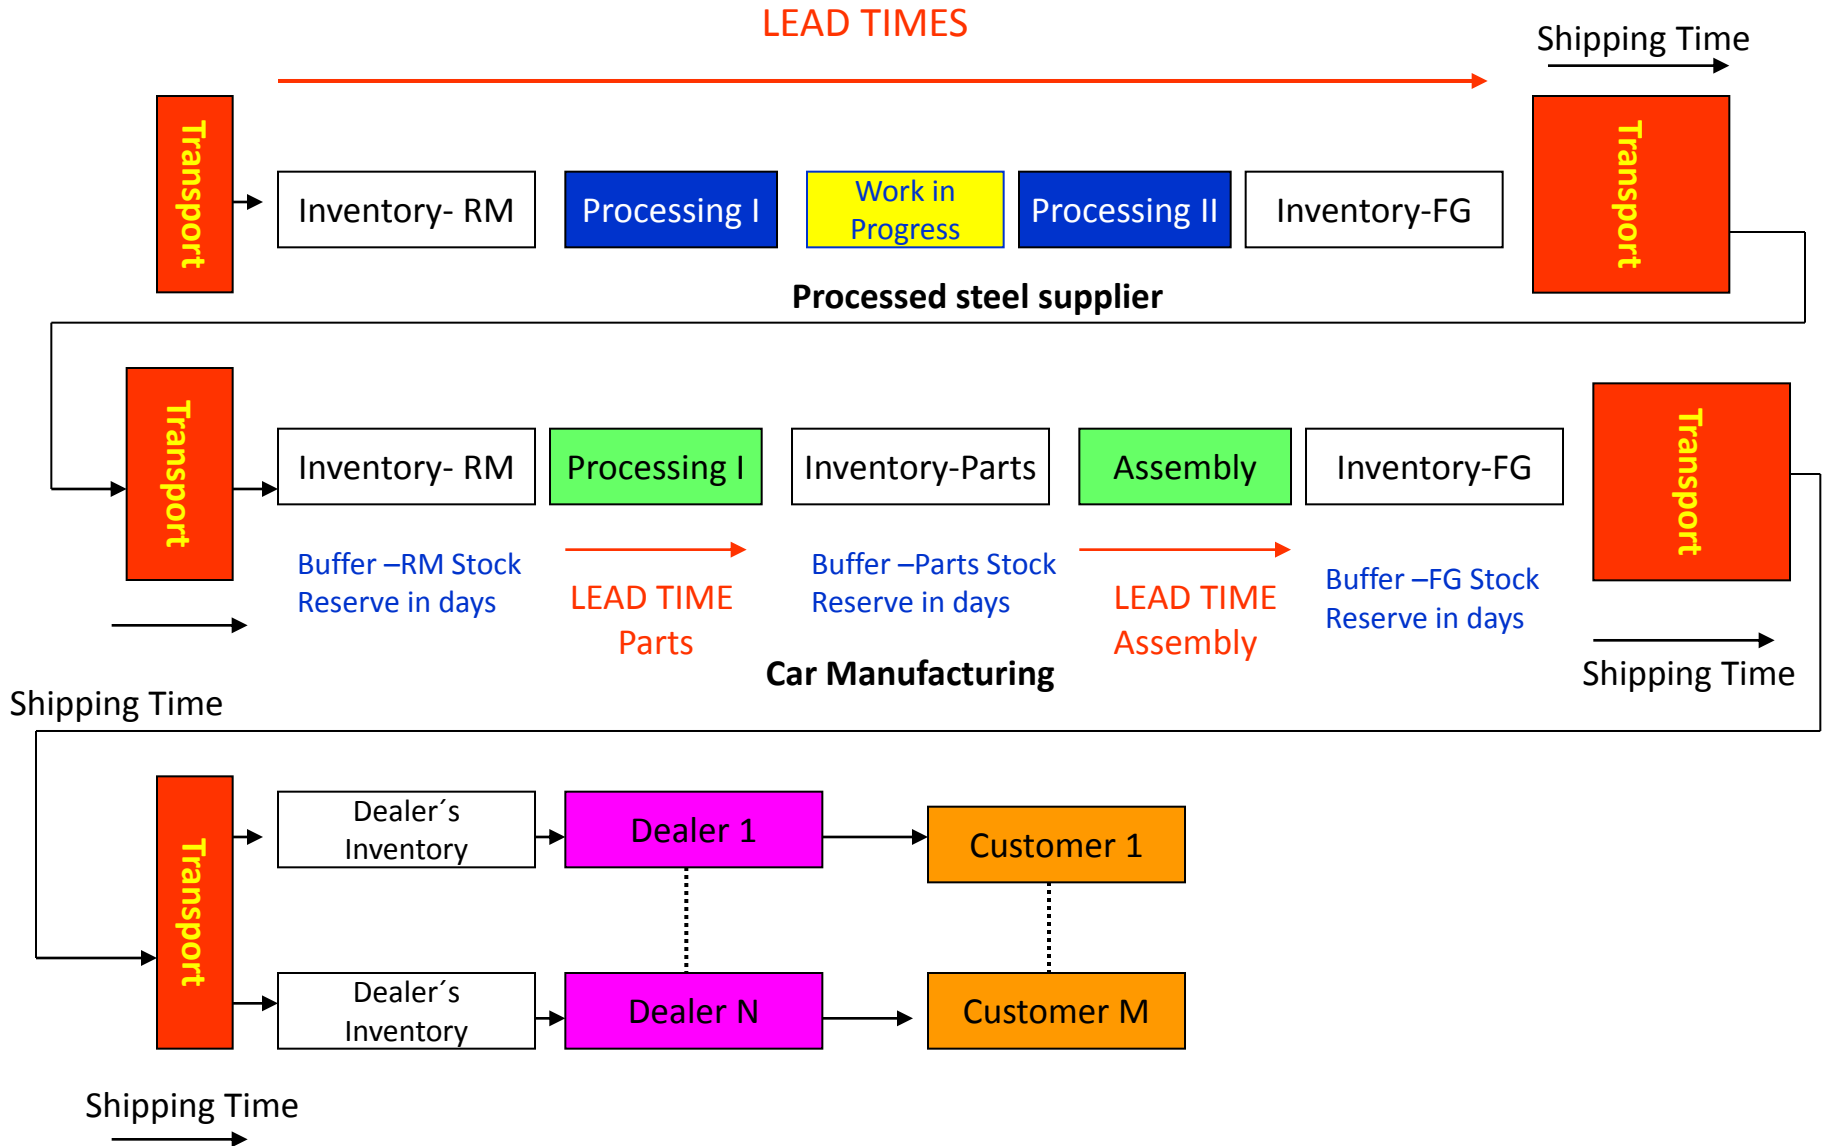 LEAD TIMES
Shipping Time
Transport
Inventory- RM
Processing I
Work in
Progress
Processing II
Inventory-FG
Transport
Processed steel supplier
Transport
Inventory- RM
Processing I
Inventory-Parts
Assembly
Inventory-FG
Transport
Buffer –RM Stock
Reserve in days
LEAD TIME
Parts
Buffer –Parts Stock
Reserve in days
LEAD TIME
Assembly
Buffer –FG Stock
Reserve in days
Car Manufacturing
Shipping Time
Shipping Time
Transport
Dealer´s
Inventory
Dealer 1
Customer 1
Dealer´s
Inventory
Dealer N
Customer M
Shipping Time